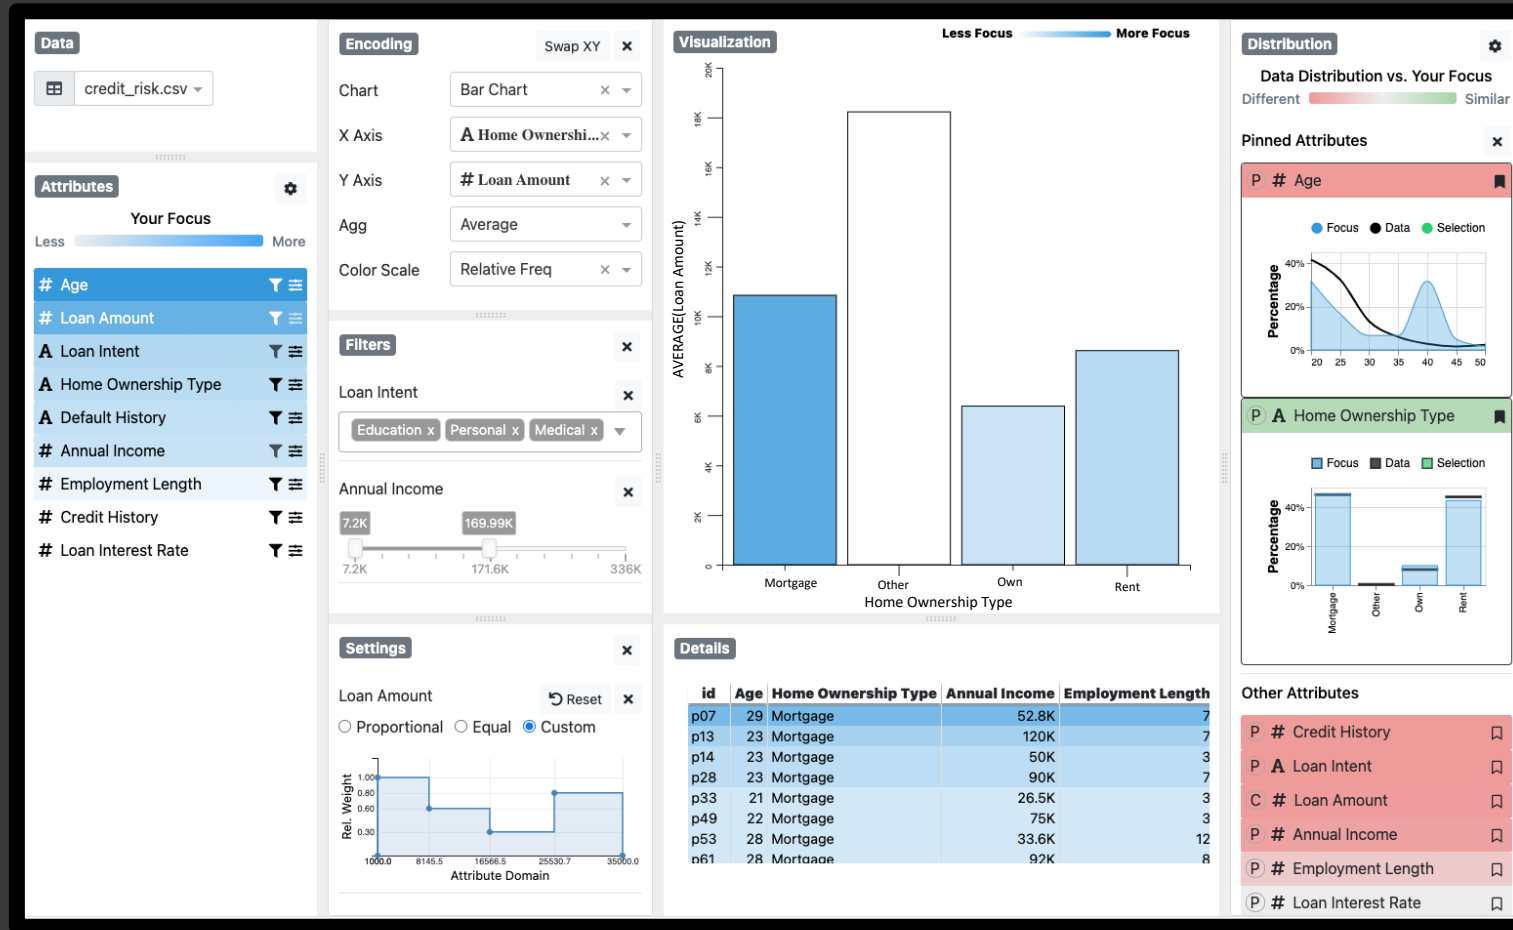 Data
credit_risk.csv
Attributes
Your Focus
Less More
# Age
# Loan Amount
A Loan Intent
A Home Ownership Type
A Default History
# Annual Income
# Employment Length
# Credit History
# Loan Interest Rate
Encoding Swap XY ×
Chart Bar Chart ×
X Axis A Home Ownershi...×
Y Axis # Loan Amount ×
Agg Average
Color Scale Relative Freq ×
Filters ×
Loan Intent ×
Education x Personal x Medical x
Annual Income ×
7.2K 169.99K
7.2K 171.6K 336K
Settings ×
Loan Amount Reset ×
Proportional Equal Custom
Rel. Weight
1.00
0.80
0.60
0.30
1000.0 8145.5 16566.5 25530.7 35000.0
Attribute Domain
Visualization
Less Focus More Focus
AVERAGE(Loan Amount)
20K
18K
16K
14K
12K
10K
8K
6K
4K
2K
0
Mortgage Other Own Rent
Home Ownership Type
Details
id Age Home Ownership Type Annual Income Employment Length
p07 29 Mortgage 52.8K 7
p13 23 Mortgage 120K 7
p14 23 Mortgage 50K 3
p28 23 Mortgage 90K 7
p33 21 Mortgage 26.5K 3
p49 22 Mortgage 75K 3
p53 28 Mortgage 33.6K 12
p61 28 Mortgage 92K 8
Distribution
Data Distribution vs. Your Focus
Different Similar
Pinned Attributes ×
P # Age
Focus Data Selection
Percentage
40%
20%
0%
20 25 30 35 40 45 50
P A Home Ownership Type
Focus Data Selection
Percentage
40%
20%
0%
Mortgage Other Own Rent
Other Attributes
P # Credit History
P A Loan Intent
C # Loan Amount
P # Annual Income
P # Employment Length
P # Loan Interest Rate